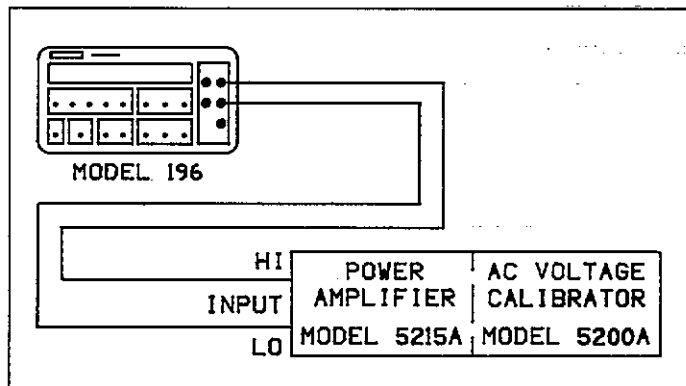 MODEL 196
HI
INPUT
LO
POWER
AMPLIFIER
MODEL 5215A
AC VOLTAGE
CALIBRATOR
MODEL 5200A